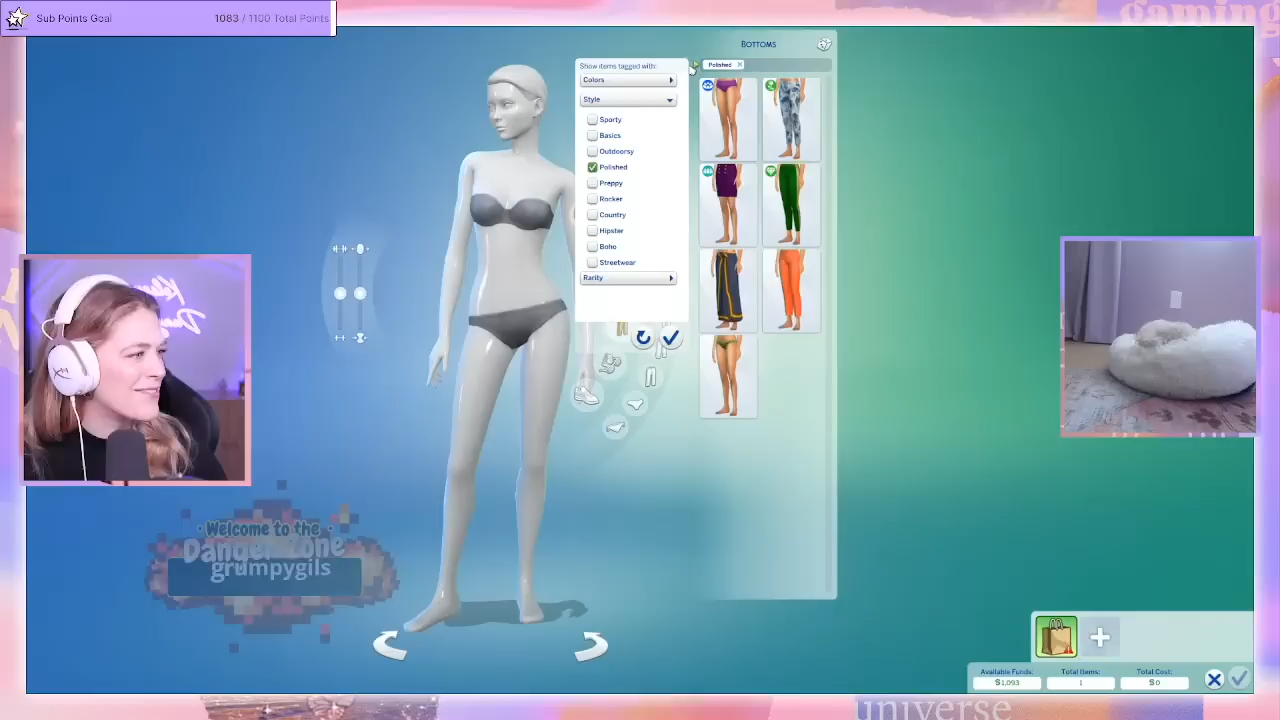 Sub Points Goal
1083 / 1100 Total Points
gaming
BOTTOMS
Show items tagged with:
Polished
Colors
Style
Sporty
Basics
Outdoorsy
Polished
Preppy
Rocker
Country
Hipster
Boho
Streetwear
Rarity
Welcome to the
DangerZone
grumpygils
Available Funds:
Total Items:
Total Cost:
§1,093
1
§0
universe